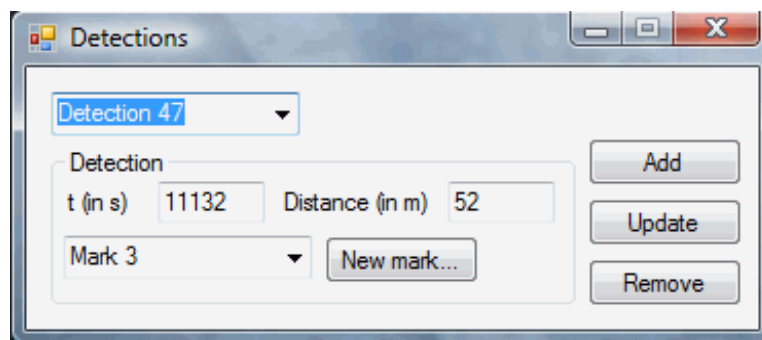 Detections
Detection 47
Detection
t (in s) 11132 Distance (in m) 52
Mark 3 New mark...
Add
Update
Remove